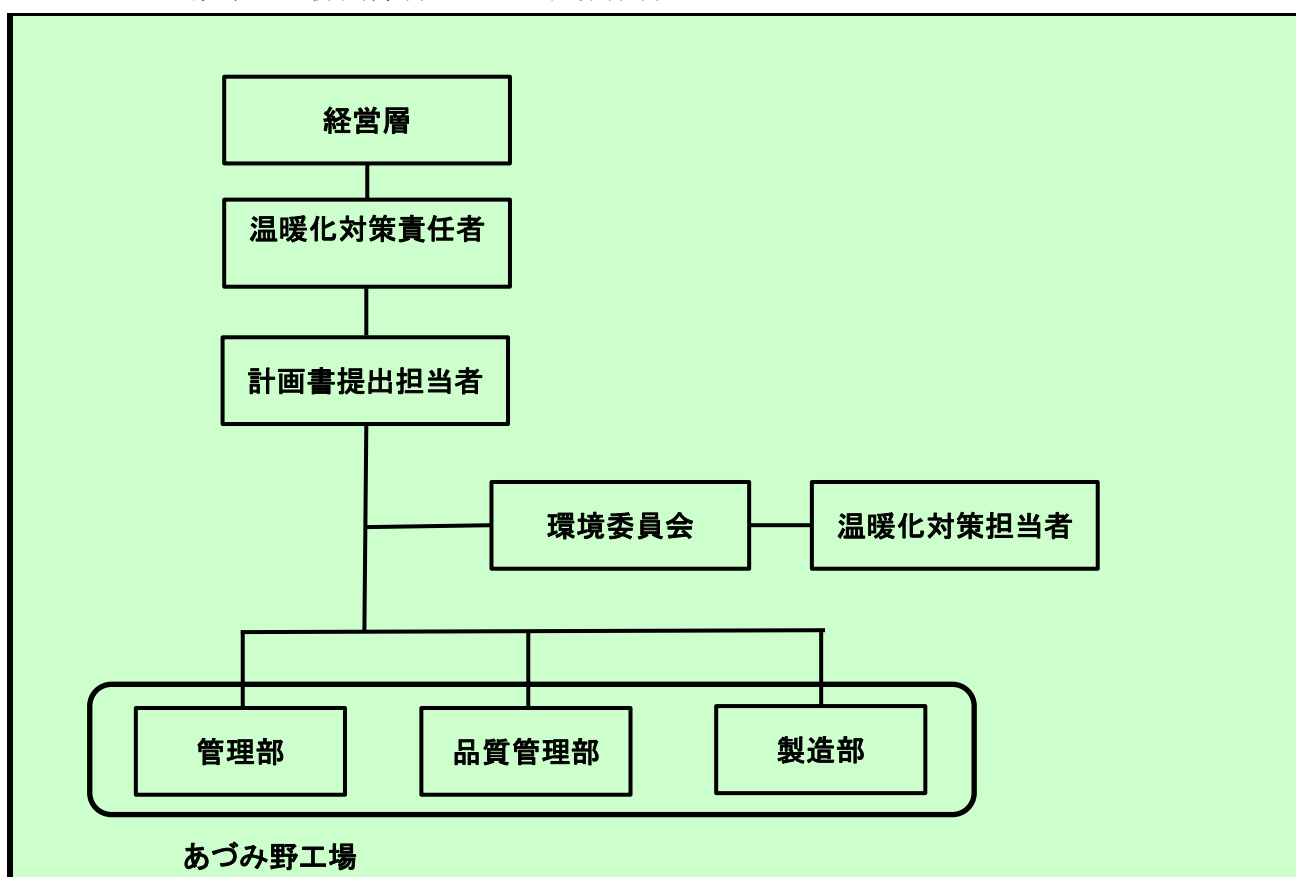 経営層
温暖化対策責任者
計画書提出担当者
環境委員会
温暖化対策担当者
管理部
品質管理部
製造部
あづみ野工場